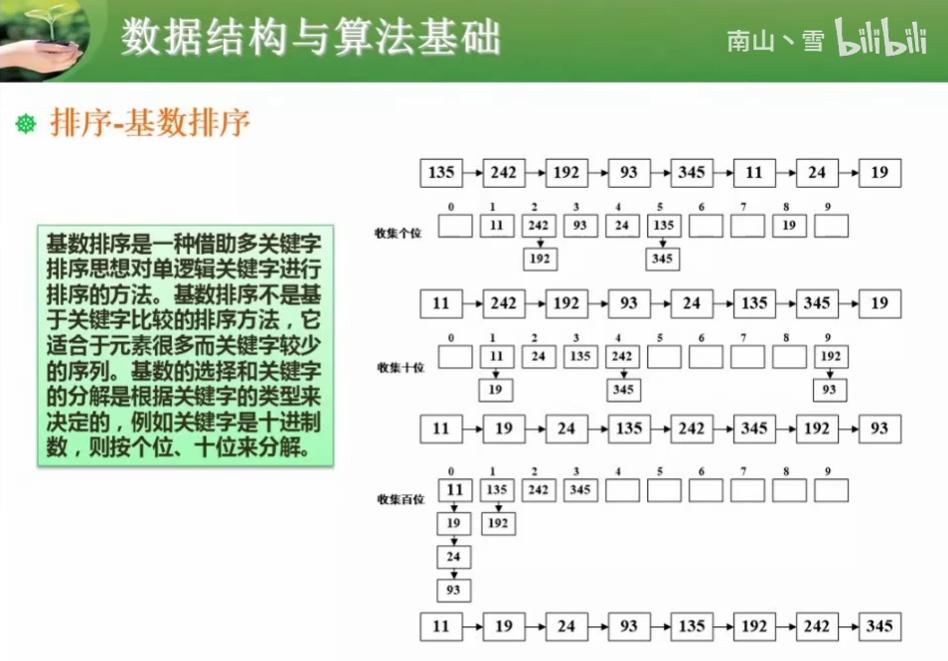 数据结构与算法基础
南山丶雪 bilibili
排序-基数排序
基数排序是一种借助多关键字
排序思想对单逻辑关键字进行
排序的方法。基数排序不是基
于关键字比较的排序方法,它
适合于元素很多而关键字较少
的序列。基数的选择和关键字
的分解是根据关键字的类型来
决定的,例如关键字是十进制
数,则按个位、十位来分解。
135 242 192 93 345 11 24 19
0 1 2 3 4 5 6 7 8 9
收集个位 11 242 93 24 135 19
192 345
11 242 192 93 24 135 345 19
0 1 2 3 4 5 6 7 8 9
收集十位 11 24 135 242 192
19 345 93
11 19 24 135 242 345 192 93
0 1 2 3 4 5 6 7 8 9
收集百位 11 135 242 345
19 192
24
93
11 19 24 93 135 192 242 345